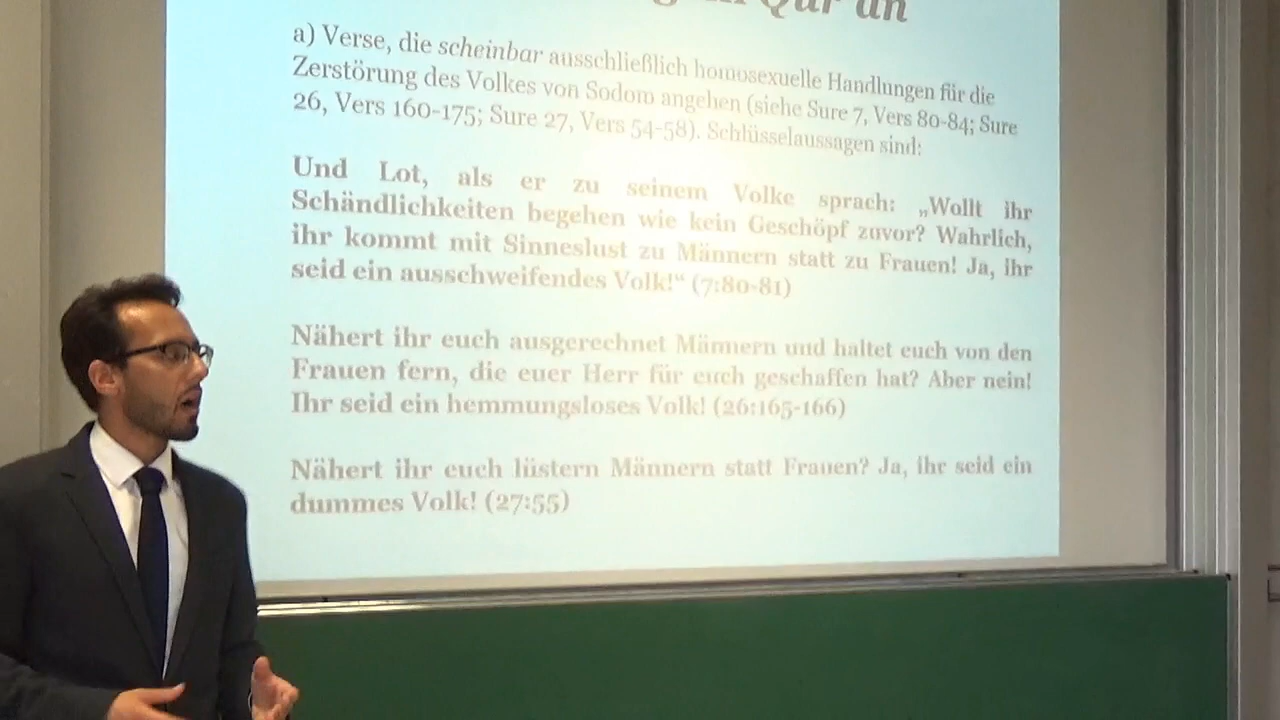 Qur'an
a) Verse, die scheinbar ausschließlich homosexuelle Handlungen für die
Zerstörung des Volkes von Sodom angehen (siehe Sure 7, Vers 80-84; Sure
26, Vers 160-175; Sure 27, Vers 54-58). Schlüsselaussagen sind:
Und Lot, als er zu seinem Volke sprach: „Wollt ihr
Schändlichkeiten begehen wie kein Geschöpf zuvor? Wahrlich,
ihr kommt mit Sinneslust zu Männern statt zu Frauen! Ja, ihr
seid ein ausschweifendes Volk!“ (7:80-81)
Nähert ihr euch ausgerechnet Männern und haltet euch von den
Frauen fern, die euer Herr für euch geschaffen hat? Aber nein!
Ihr seid ein hemmungsloses Volk! (26:165-166)
Nähert ihr euch lüstern Männern statt Frauen? Ja, ihr seid ein
dummes Volk! (27:55)